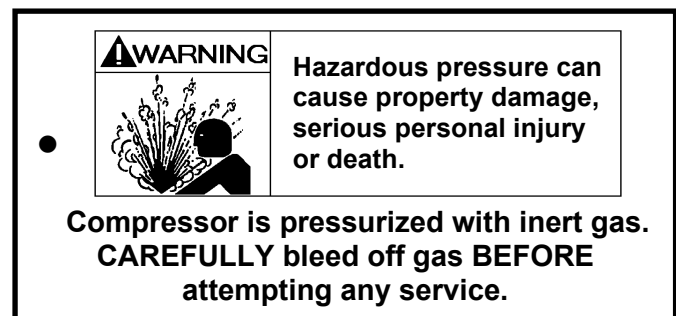 WARNING
Hazardous pressure can
cause property damage,
serious personal injury
or death.
Compressor is pressurized with inert gas.
CAREFULLY bleed off gas BEFORE
attempting any service.